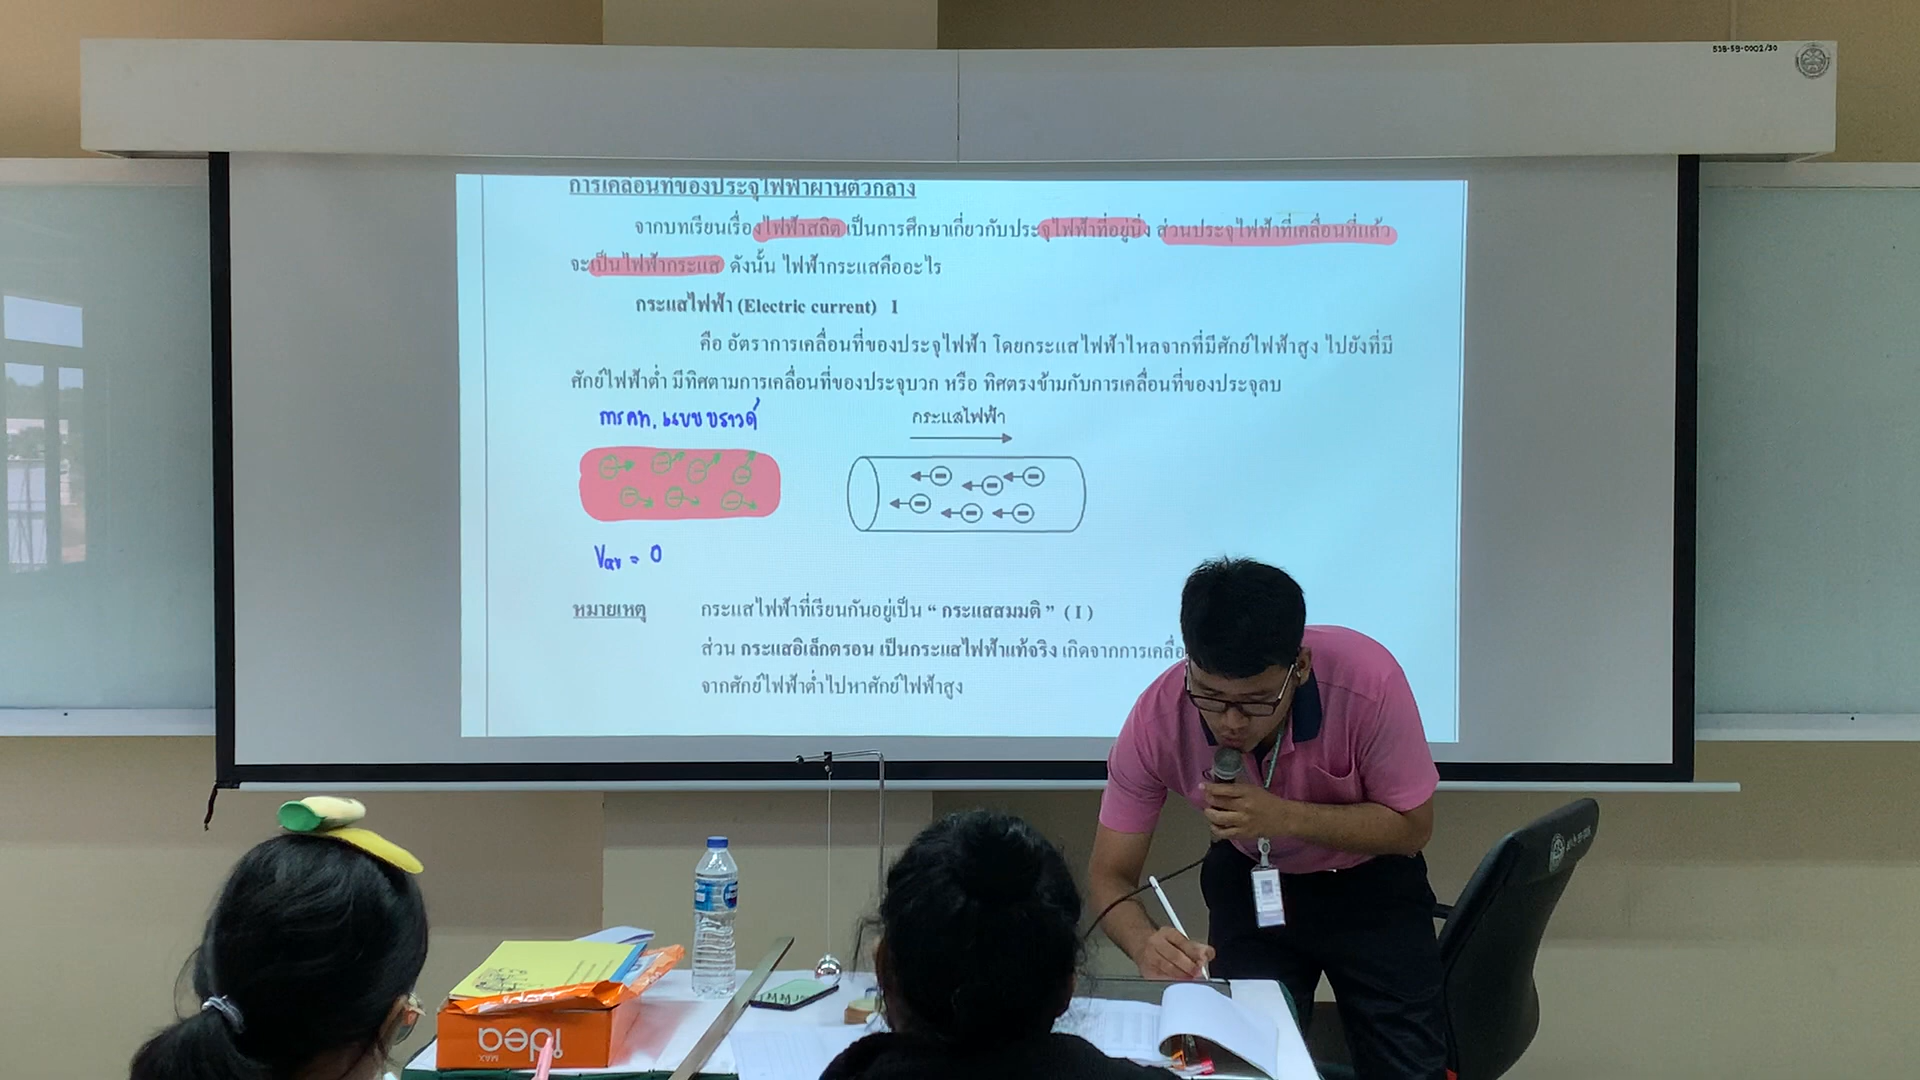 538-59-0002/30
การเคลื่อนที่ของประจุไฟฟ้าผ่านตัวกลาง
จากบทเรียนเรื่องไฟฟ้าสถิต เป็นการศึกษาเกี่ยวกับประจุไฟฟ้าที่อยู่นิ่ง ส่วนประจุไฟฟ้าที่เคลื่อนที่แล้ว
จะเป็นไฟฟ้ากระแส ดังนั้น ไฟฟ้ากระแสคืออะไร
กระแสไฟฟ้า (Electric current) I
คือ อัตราการเคลื่อนที่ของประจุไฟฟ้า โดยกระแสไฟฟ้าไหลจากที่มีศักย์ไฟฟ้าสูง ไปยังที่มี
ศักย์ไฟฟ้าต่ำ มีทิศตามการเคลื่อนที่ของประจุบวก หรือ ทิศตรงข้ามกับการเคลื่อนที่ของประจุลบ
การคท. แบบ บราวน์
กระแสไฟฟ้า
Vav = 0
หมายเหตุ กระแสไฟฟ้าที่เรียนกันอยู่เป็น “ กระแสสมมติ ” ( I )
ส่วน กระแสอิเล็กตรอน เป็นกระแสไฟฟ้าแท้จริง เกิดจากการเคลื่อ
จากศักย์ไฟฟ้าต่ำไปหาศักย์ไฟฟ้าสูง
idea
MAX